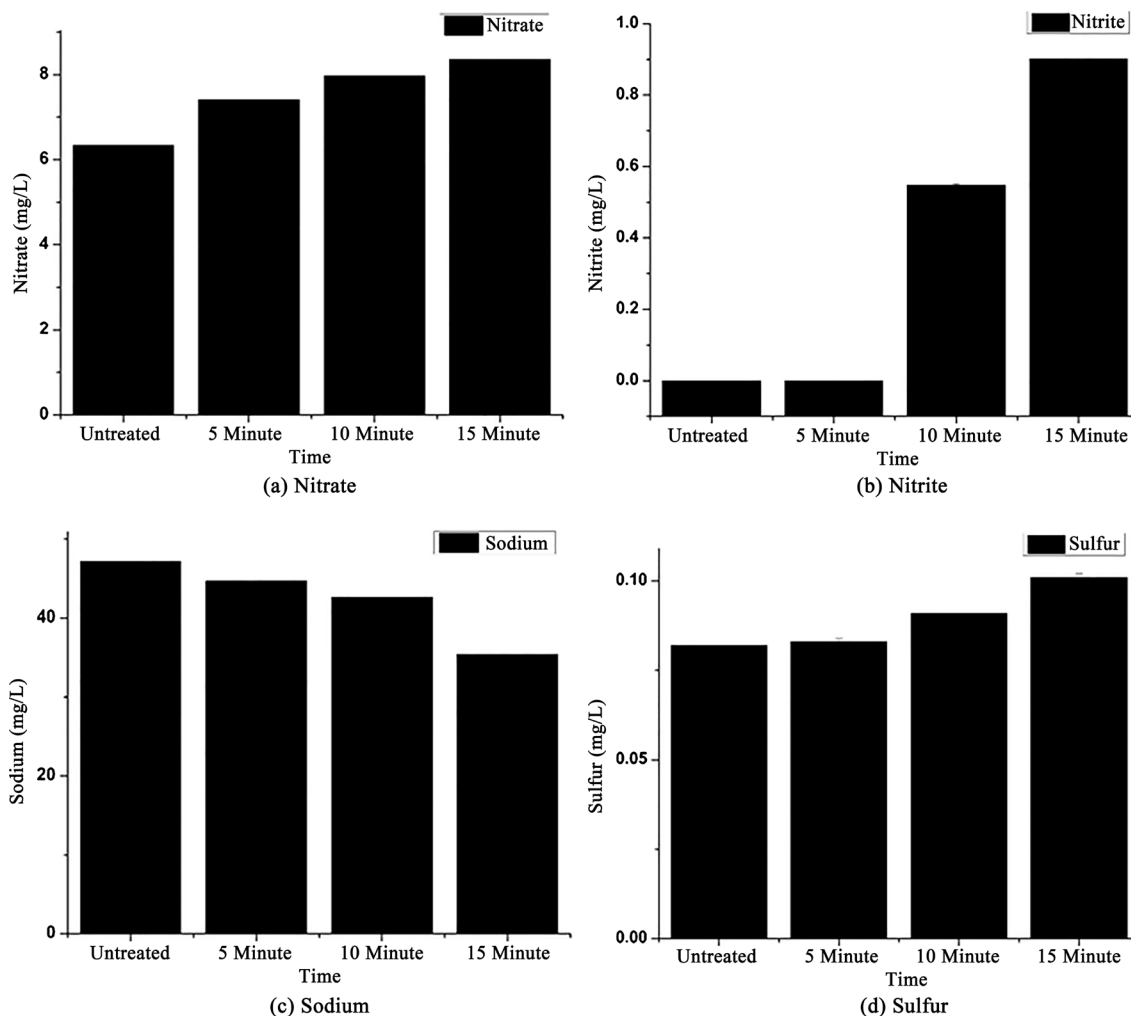 Nitrate
8
6
4
2
0
Nitrate (mg/L)
Untreated 5 Minute 10 Minute 15 Minute
Time
(a) Nitrate
Nitrite
1.0
0.8
0.6
0.4
0.2
0.0
Nitrite (mg/L)
Untreated 5 Minute 10 Minute 15 Minute
Time
(b) Nitrite
Sodium
40
20
0
Sodium (mg/L)
Untreated 5 Minute 10 Minute 15 Minute
Time
(c) Sodium
Sulfur
0.10
0.05
0.00
Sulfur (mg/L)
Untreated 5 Minute 10 Minute 15 Minute
Time
(d) Sulfur